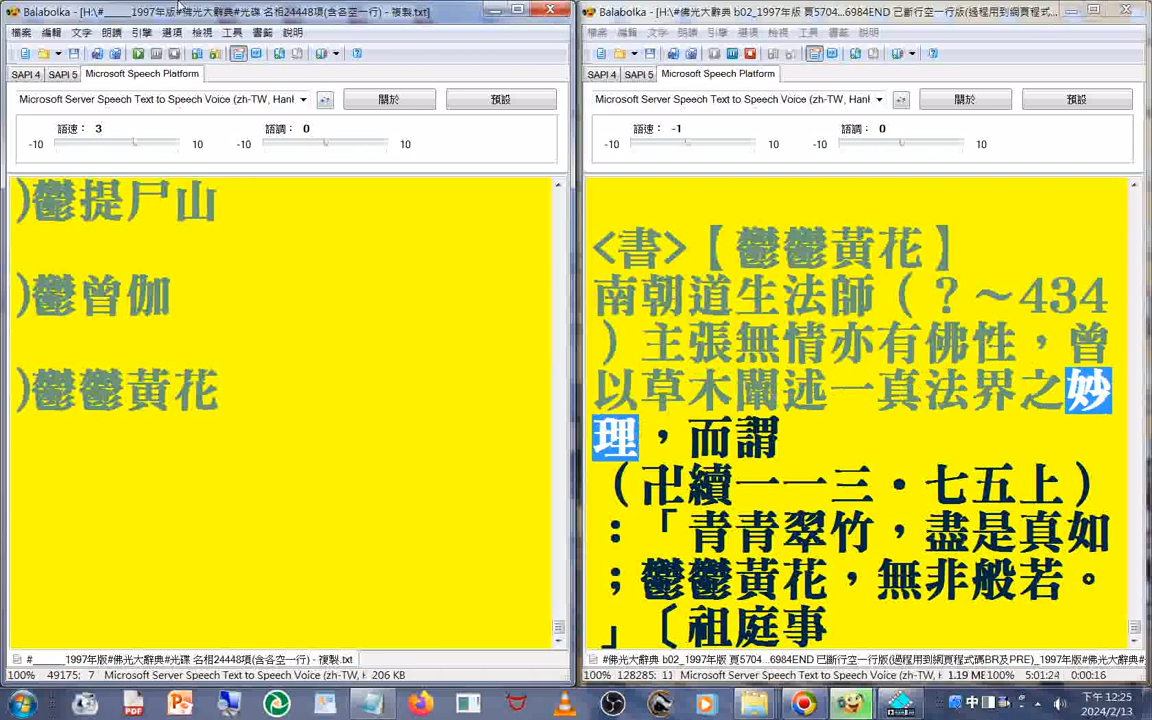 Balabolka - [H:\#_____1997年版#佛光大辭典#光碟 名相24448項(含各空一行) - 複製.txt]
檔案 編輯 文字 朗讀 引擎 選項 檢視 工具 書籤 說明
SAPI 4 SAPI 5 Microsoft Speech Platform
Microsoft Server Speech Text to Speech Voice (zh-TW, Hanl 關於 預設
語速： 3 語調： 0
-10 10 -10 10
)鬱提尸山
)鬱曾伽
)鬱鬱黃花
#_____1997年版#佛光大辭典#光碟 名相24448項(含各空一行) - 複製.txt
100% 49175: 7 Microsoft Server Speech Text to Speech Voice (zh-TW, H 206 KB
Balabolka - [H:\#佛光大辭典 b02_1997年版 頁5704...6984END 已斷行空一行版(過程用到網頁程式...
檔案 編輯 文字 朗讀 引擎 選項 檢視 工具 書籤 說明
SAPI 4 SAPI 5 Microsoft Speech Platform
Microsoft Server Speech Text to Speech Voice (zh-TW, Hanl 關於 預設
語速： -1 語調： 0
-10 10 -10 10
<書>【鬱鬱黃花】
南朝道生法師（？～434
）主張無情亦有佛性，曾
以草木闡述一真法界之妙
理，而謂
（卍續一一三・七五上）
：「青青翠竹，盡是真如
；鬱鬱黃花，無非般若。
」〔祖庭事
#佛光大辭典 b02_1997年版 頁5704...6984END 已斷行空一行版(過程用到網頁程式碼BR及PRE)_1997年版#
100% 128285: 1 Microsoft Server Speech Text to Speech Voice (zh-TW, H 1.19 ME 5:01:24 0:00:16
中
下午 12:25
2024/2/13